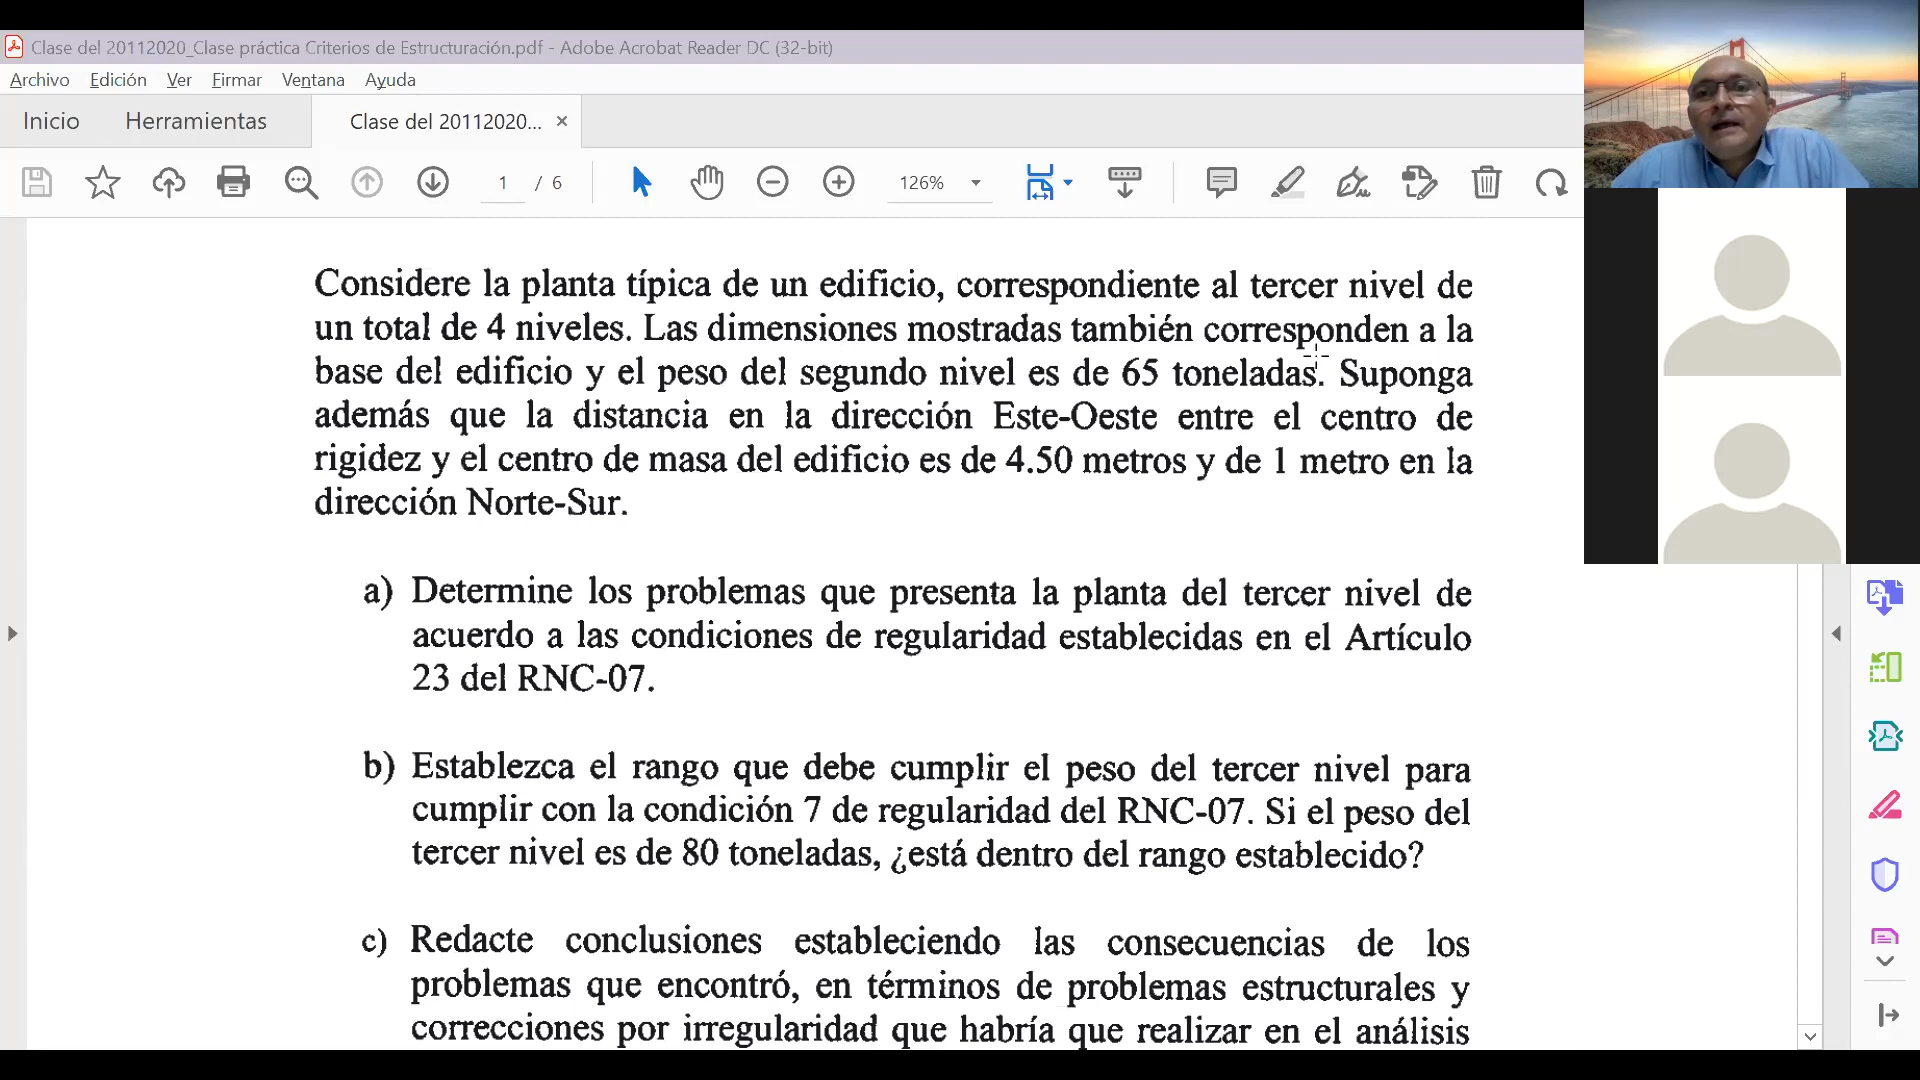 Clase del 20112020_Clase práctica Criterios de Estructuración.pdf - Adobe Acrobat Reader DC (32-bit)
Archivo Edición Ver Firmar Ventana Ayuda
Inicio Herramientas Clase del 20112020... ×
1 / 6 126%
Considere la planta típica de un edificio, correspondiente al tercer nivel de
un total de 4 niveles. Las dimensiones mostradas también corresponden a la
base del edificio y el peso del segundo nivel es de 65 toneladas. Suponga
además que la distancia en la dirección Este-Oeste entre el centro de
rigidez y el centro de masa del edificio es de 4.50 metros y de 1 metro en la
dirección Norte-Sur.
a) Determine los problemas que presenta la planta del tercer nivel de
acuerdo a las condiciones de regularidad establecidas en el Artículo
23 del RNC-07.
b) Establezca el rango que debe cumplir el peso del tercer nivel para
cumplir con la condición 7 de regularidad del RNC-07. Si el peso del
tercer nivel es de 80 toneladas, ¿está dentro del rango establecido?
c) Redacte conclusiones estableciendo las consecuencias de los
problemas que encontró, en términos de problemas estructurales y
correcciones por irregularidad que habría que realizar en el análisis